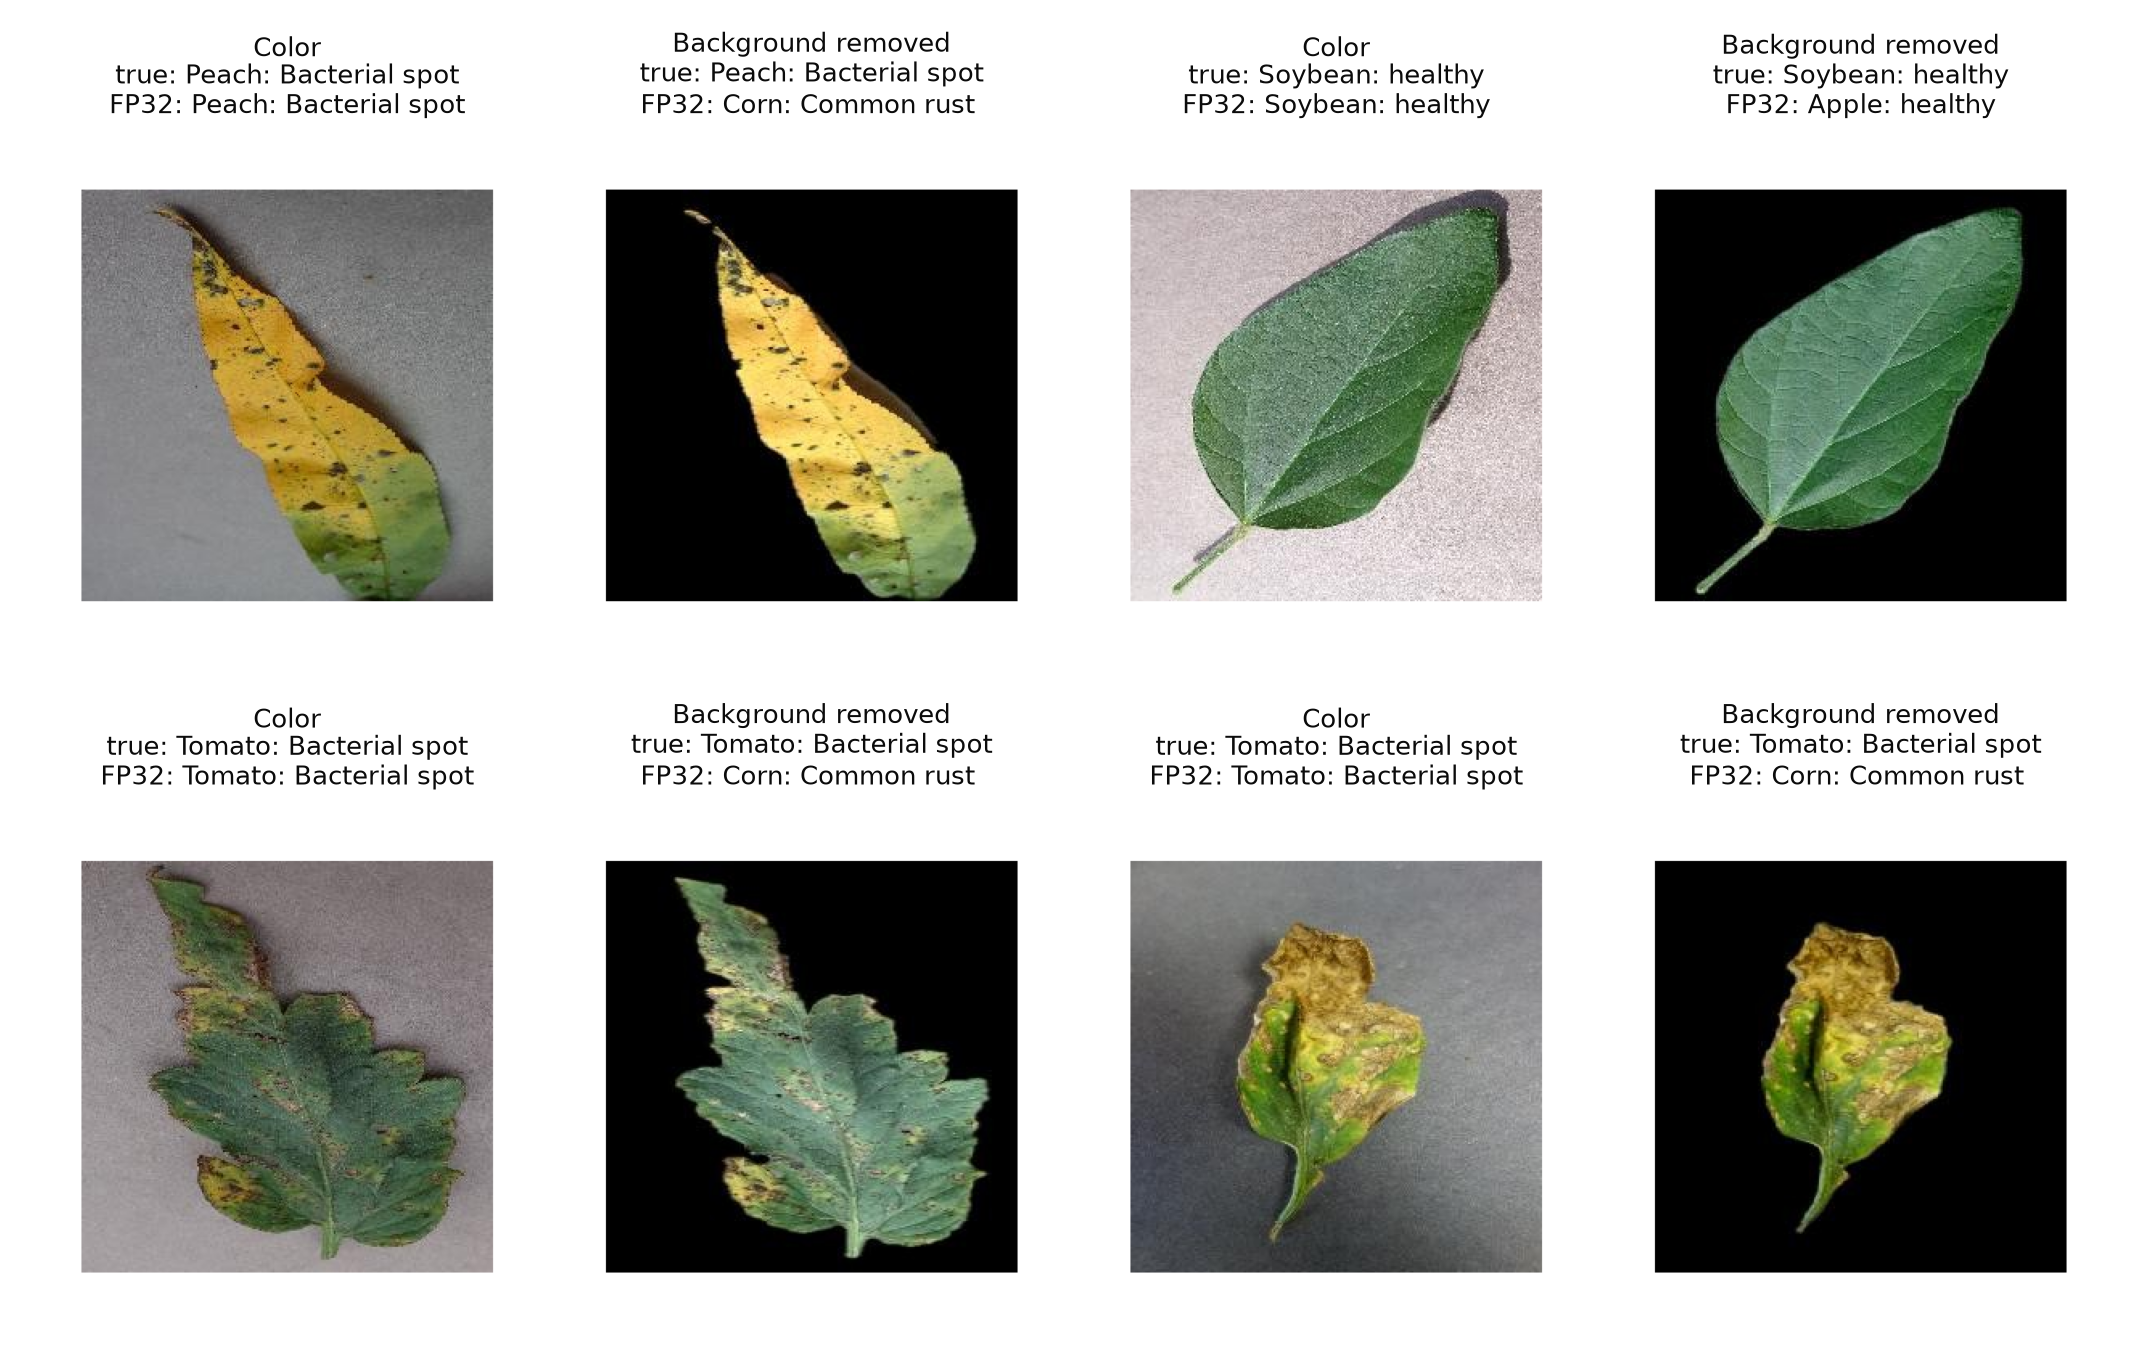 Color
true: Peach: Bacterial spot
FP32: Peach: Bacterial spot
Background removed
true: Peach: Bacterial spot
FP32: Corn: Common rust
Color
true: Soybean: healthy
FP32: Soybean: healthy
Background removed
true: Soybean: healthy
FP32: Apple: healthy
Color
true: Tomato: Bacterial spot
FP32: Tomato: Bacterial spot
Background removed
true: Tomato: Bacterial spot
FP32: Corn: Common rust
Color
true: Tomato: Bacterial spot
FP32: Tomato: Bacterial spot
Background removed
true: Tomato: Bacterial spot
FP32: Corn: Common rust